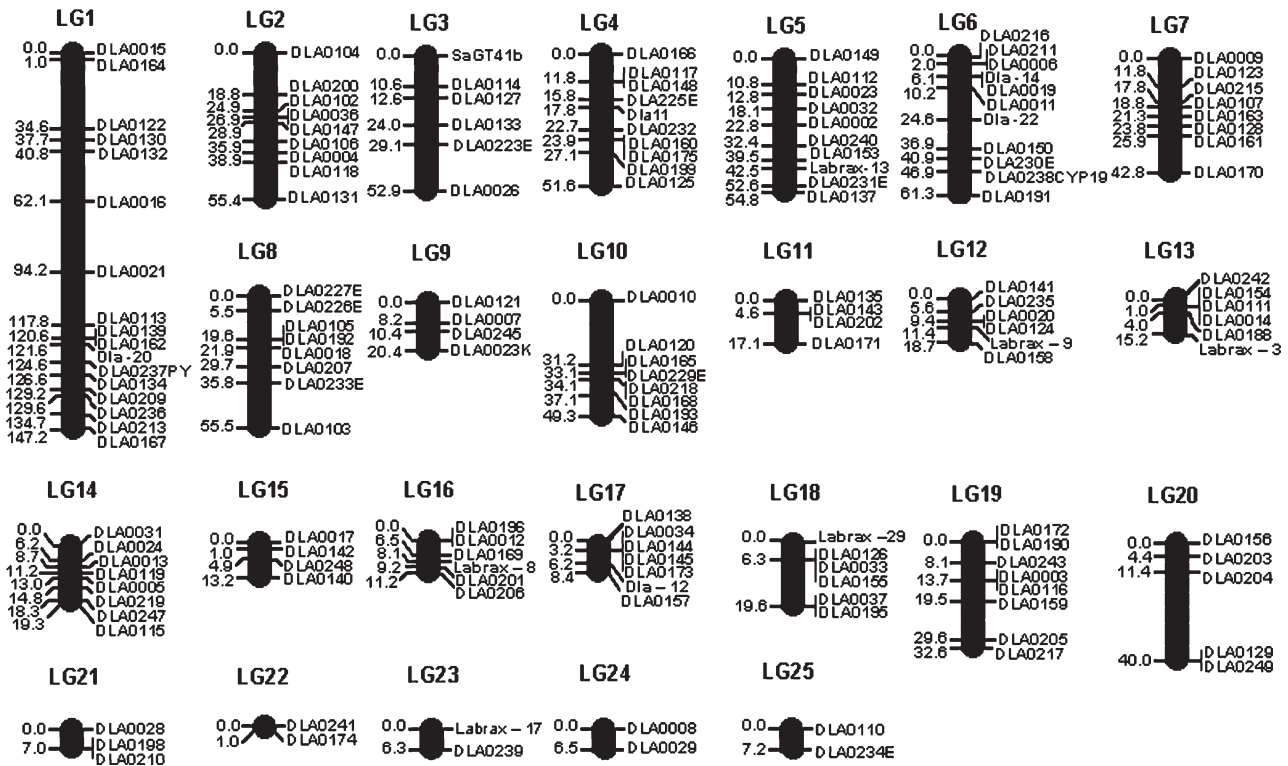 LG1
0.0 DLA0015
1.0 DLA0164
34.6 DLA0122
37.7 DLA0130
40.8 DLA0132
62.1 DLA0016
94.2 DLA0021
117.8 DLA0113
120.6 DLA0139
121.6 DLA0162
124.6 Dla-20
126.6 DLA0237PY
129.2 DLA0134
129.6 DLA0209
134.7 DLA0236
147.2 DLA0213
DLA0167
LG2
0.0 DLA0104
18.8 DLA0200
24.9 DLA0102
26.9 DLA0036
28.9 DLA0147
35.9 DLA0106
38.9 DLA0004
DLA0118
55.4 DLA0131
LG3
0.0 SaGT41b
10.6 DLA0114
12.6 DLA0127
24.0 DLA0133
29.1 DLA0223E
52.9 DLA0026
LG4
0.0 DLA0166
11.8 DLA0117
DLA0148
15.8 DLA225E
17.8 Dla11
22.7 DLA0232
23.9 DLA0160
27.1 DLA0175
DLA0199
51.6 DLA0125
LG5
0.0 DLA0149
10.8 DLA0112
12.8 DLA0023
18.1 DLA0032
22.8 DLA0002
32.4 DLA0240
39.5 DLA0153
42.5 Labrax-13
52.6 DLA0231E
54.8 DLA0137
LG6
DLA0216
0.0 DLA0211
2.0 DLA0006
6.1 Dla-14
10.2 DLA0019
DLA0011
24.6 Dla-22
36.9 DLA0150
40.9 DLA230E
46.9 DLA0238CYP19
61.3 DLA0191
LG7
0.0 DLA0009
11.8 DLA0123
17.8 DLA0215
18.8 DLA0107
21.3 DLA0163
23.8 DLA0128
25.9 DLA0161
42.8 DLA0170
LG8
0.0 DLA0227E
5.5 DLA0226E
DLA0105
19.6 DLA0192
21.9 DLA0018
29.7 DLA0207
35.8 DLA0233E
55.5 DLA0103
LG9
0.0 DLA0121
8.2 DLA0007
10.4 DLA0245
20.4 DLA0023K
LG10
0.0 DLA0010
DLA0120
31.2 DLA0165
33.1 DLA0229E
34.1 DLA0218
37.1 DLA0168
49.3 DLA0193
DLA0146
LG11
0.0 DLA0135
4.6 DLA0143
DLA0202
17.1 DLA0171
LG12
0.0 DLA0141
5.6 DLA0235
9.4 DLA0020
11.4 DLA0124
18.7 Labrax – 9
DLA0158
LG13
DLA0242
0.0 DLA0154
1.0 DLA0111
4.0 DLA0014
15.2 DLA0188
Labrax – 3
LG14
0.0 DLA0031
6.2 DLA0024
8.7 DLA0013
11.2 DLA0119
13.0 DLA0005
14.8 DLA0219
18.3 DLA0247
19.3 DLA0115
LG15
0.0 DLA0017
1.0 DLA0142
4.9 DLA0248
13.2 DLA0140
LG16
0.0 DLA0196
6.5 DLA0012
8.1 DLA0169
9.2 Labrax – 8
11.2 DLA0201
DLA0206
LG17
DLA0138
0.0 DLA0034
3.2 DLA0144
6.2 DLA0145
8.4 DLA0173
Dla – 12
DLA0157
LG18
0.0 Labrax –29
6.3 DLA0126
DLA0033
DLA0155
19.6 DLA0037
DLA0195
LG19
0.0 DLA0172
DLA0190
8.1 DLA0243
13.7 DLA0003
DLA0116
19.5 DLA0159
29.6 DLA0205
32.6 DLA0217
LG20
0.0 DLA0156
4.4 DLA0203
11.4 DLA0204
40.0 DLA0129
DLA0249
LG21
0.0 DLA0028
7.0 DLA0198
DLA0210
LG22
0.0 DLA0241
1.0 DLA0174
LG23
0.0 Labrax – 17
6.3 DLA0239
LG24
0.0 DLA0008
6.5 DLA0029
LG25
0.0 DLA0110
7.2 DLA0234E